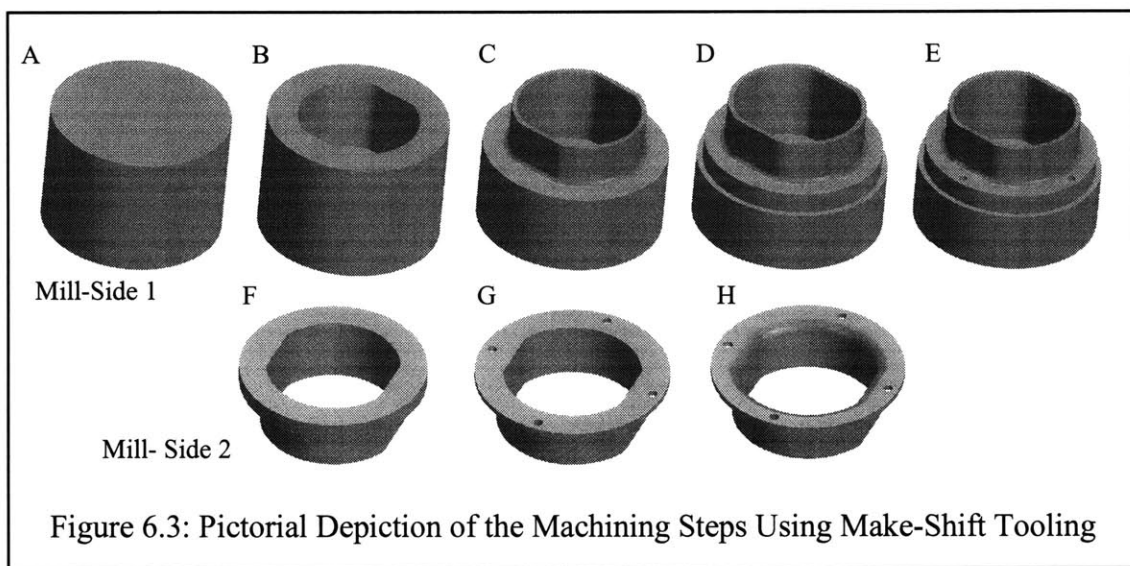 A B C D E
Mill-Side 1
F G H
Mill- Side 2
Figure 6.3: Pictorial Depiction of the Machining Steps Using Make-Shift Tooling